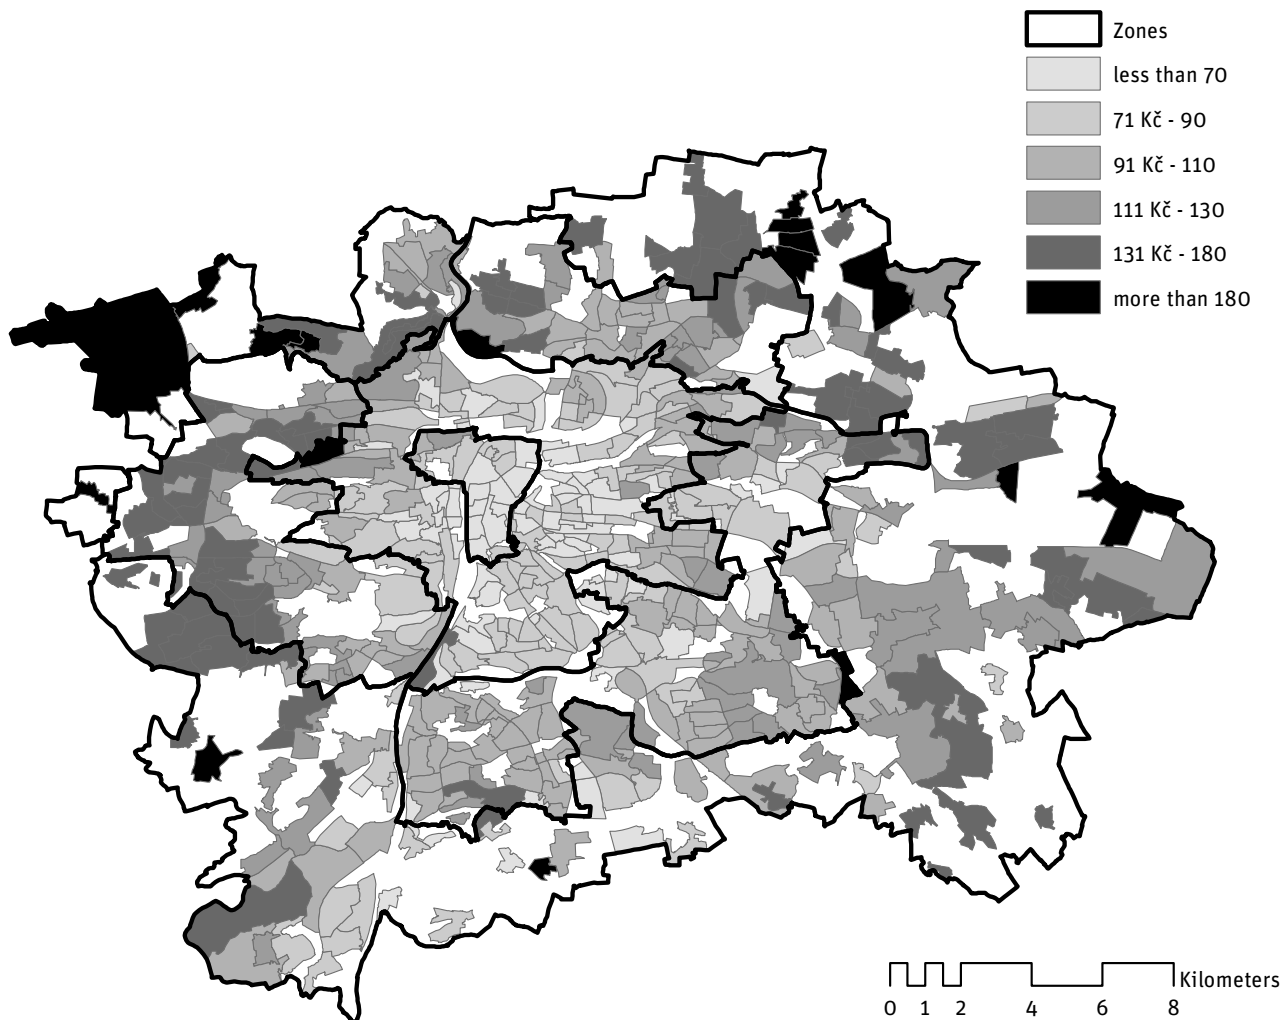 Zones
less than 70
71 Kč - 90
91 Kč - 110
111 Kč - 130
131 Kč - 180
more than 180
Kilometers
0 1 2 4 6 8